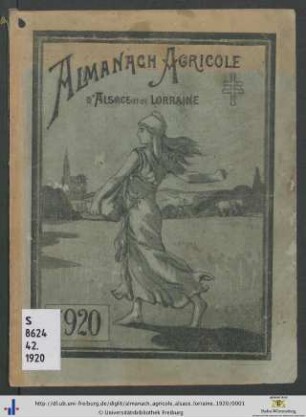 ALMANACH AGRICOLE
D'ALSACE ET DE LORRAINE
1920
S
8624
42.
1920
http://dl.ub.uni-freiburg.de/diglit/almanach_agricole_alsace_lorraine_1920/0001
© Universitätsbibliothek Freiburg